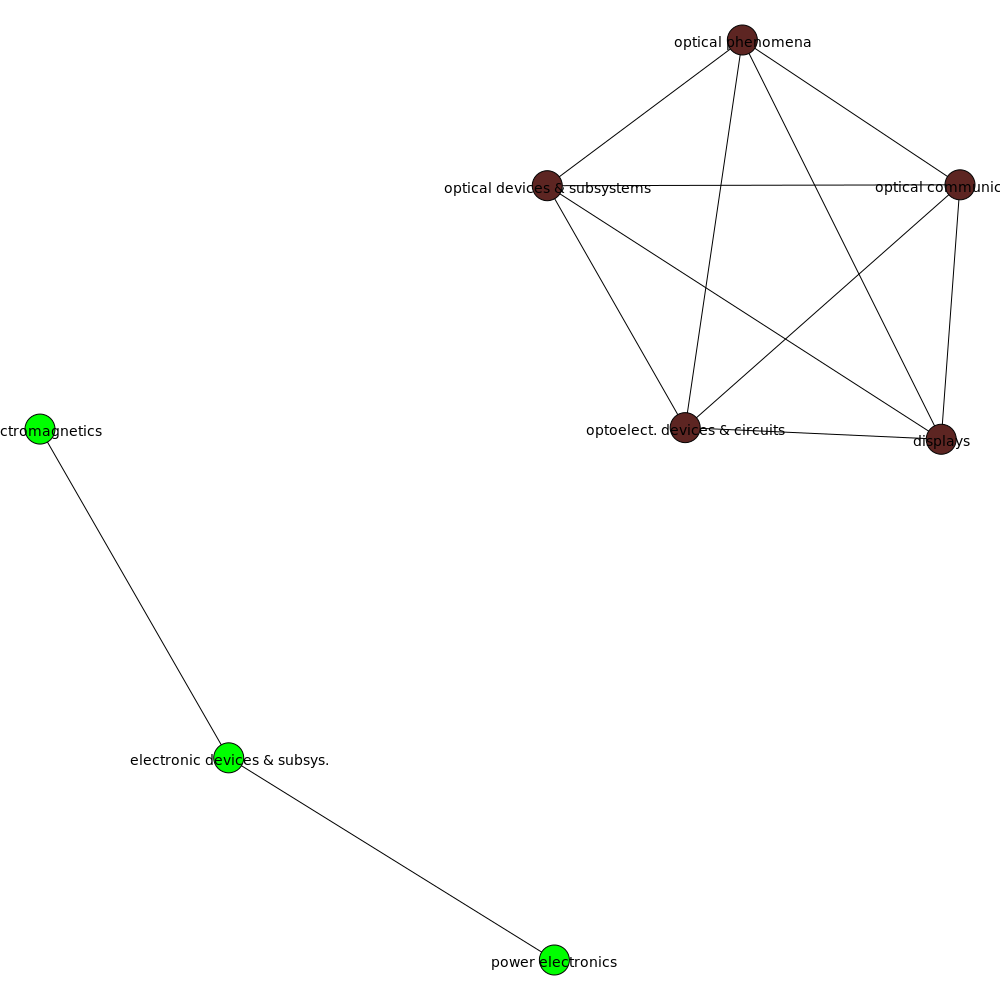 optical phenomena
optical devices & subsystems
optical communic
optoelect. devices & circuits
displays
ctromagnetics
electronic devices & subsys.
power electronics